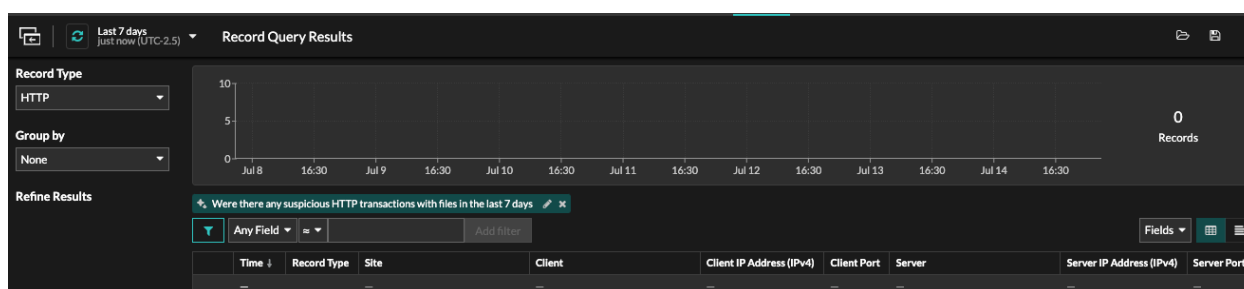 Last 7 days
just now (UTC-2.5)
Record Query Results
Record Type
HTTP
Group by
None
Refine Results
10
5
0
Jul 8 16:30 Jul 9 16:30 Jul 10 16:30 Jul 11 16:30 Jul 12 16:30 Jul 13 16:30 Jul 14 16:30
0
Records
Were there any suspicious HTTP transactions with files in the last 7 days
Any Field ≈ Add filter
Fields
Time ↓ Record Type Site Client Client IP Address (IPv4) Client Port Server Server IP Address (IPv4) Server Port
— — — — — — — —